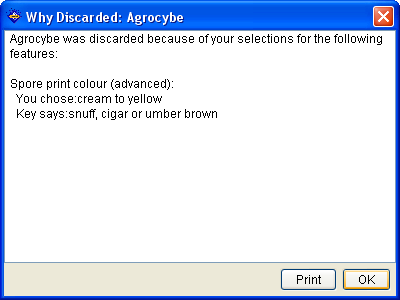 Why Discarded: Agrocybe
Agrocybe was discarded because of your selections for the following
features:
Spore print colour (advanced):
You chose:cream to yellow
Key says:snuff, cigar or umber brown
Print
OK